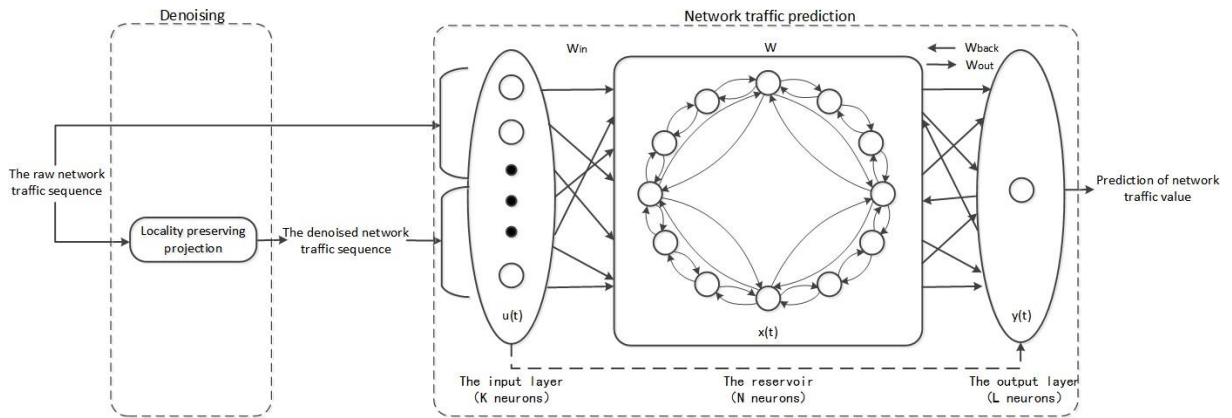 Denoising
Network traffic prediction
Win
W
Wback
Wout
The raw network
traffic sequence
Locality preserving
projection
The denoised network
traffic sequence
u(t)
x(t)
y(t)
Prediction of network
traffic value
The input layer
(K neurons)
The reservoir
(N neurons)
The output layer
(L neurons)